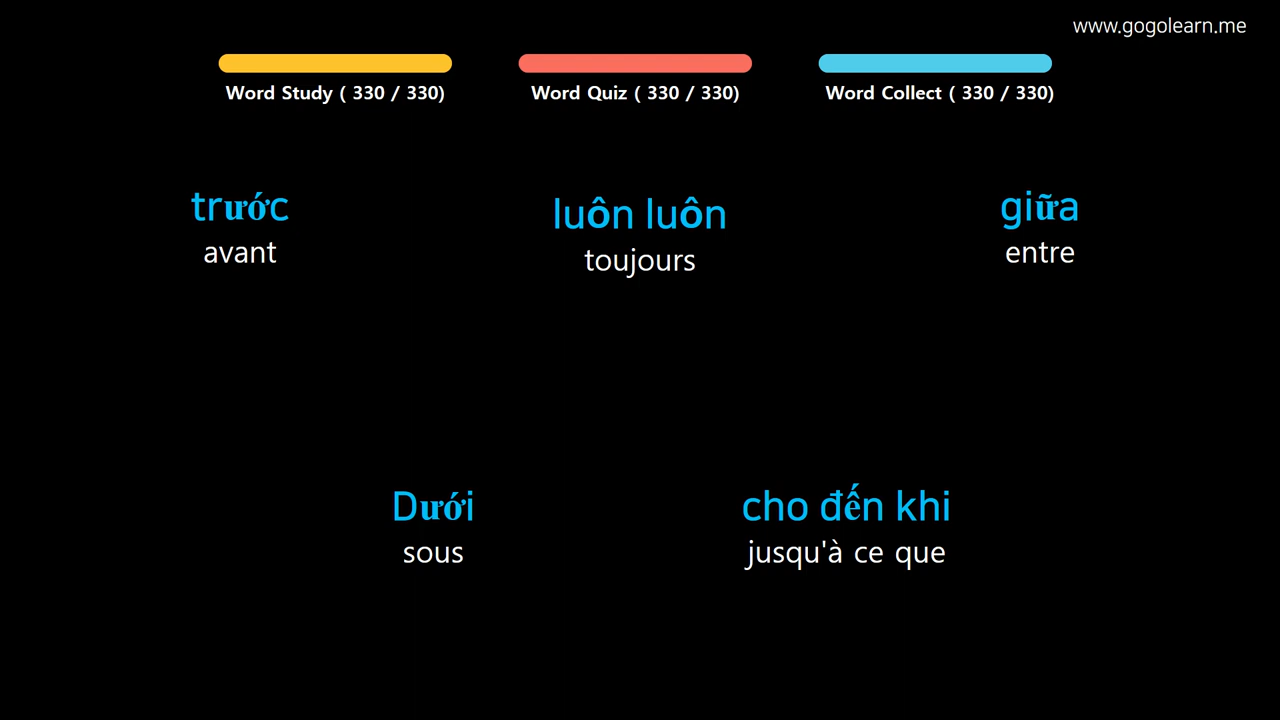 www.gogolearn.me
Word Study ( 330 / 330)
Word Quiz ( 330 / 330)
Word Collect ( 330 / 330)
trước
avant
luôn luôn
toujours
giữa
entre
Dưới
sous
cho đến khi
jusqu'à ce que